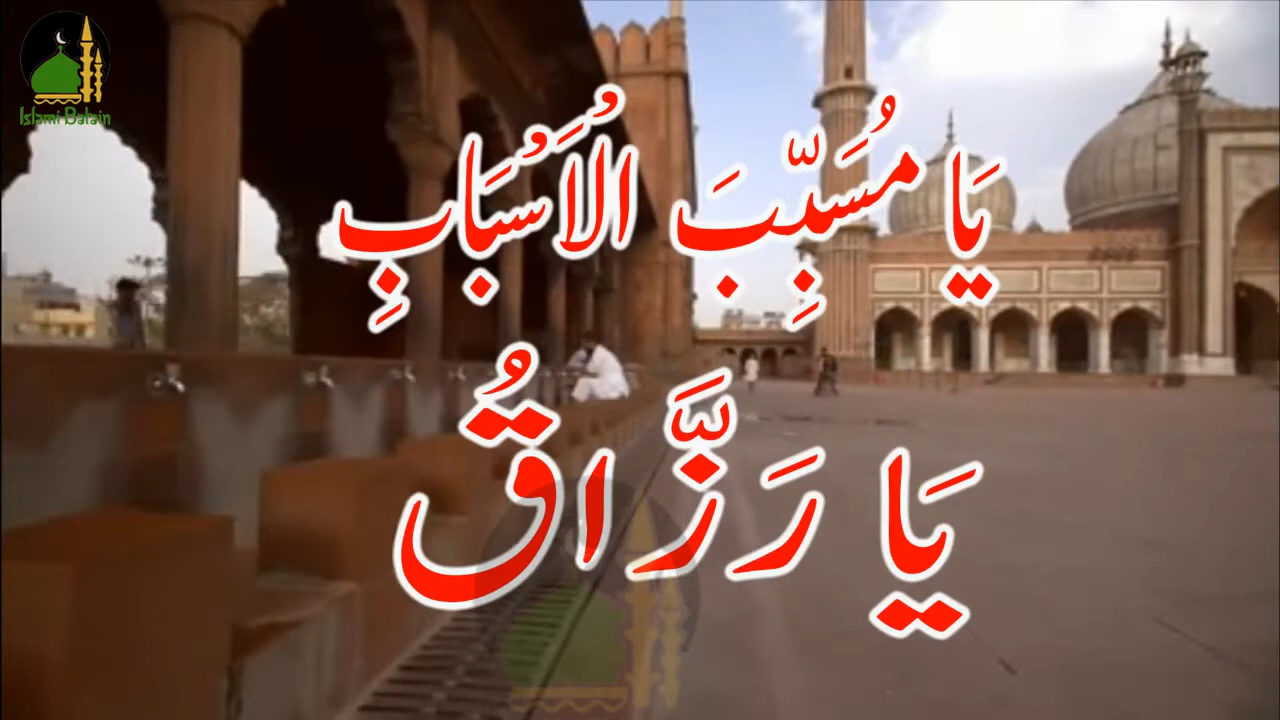 Islami Batain
یَا مُسَبِّبَ الُاَسْبَابِ
یَا رَزَّاقُ